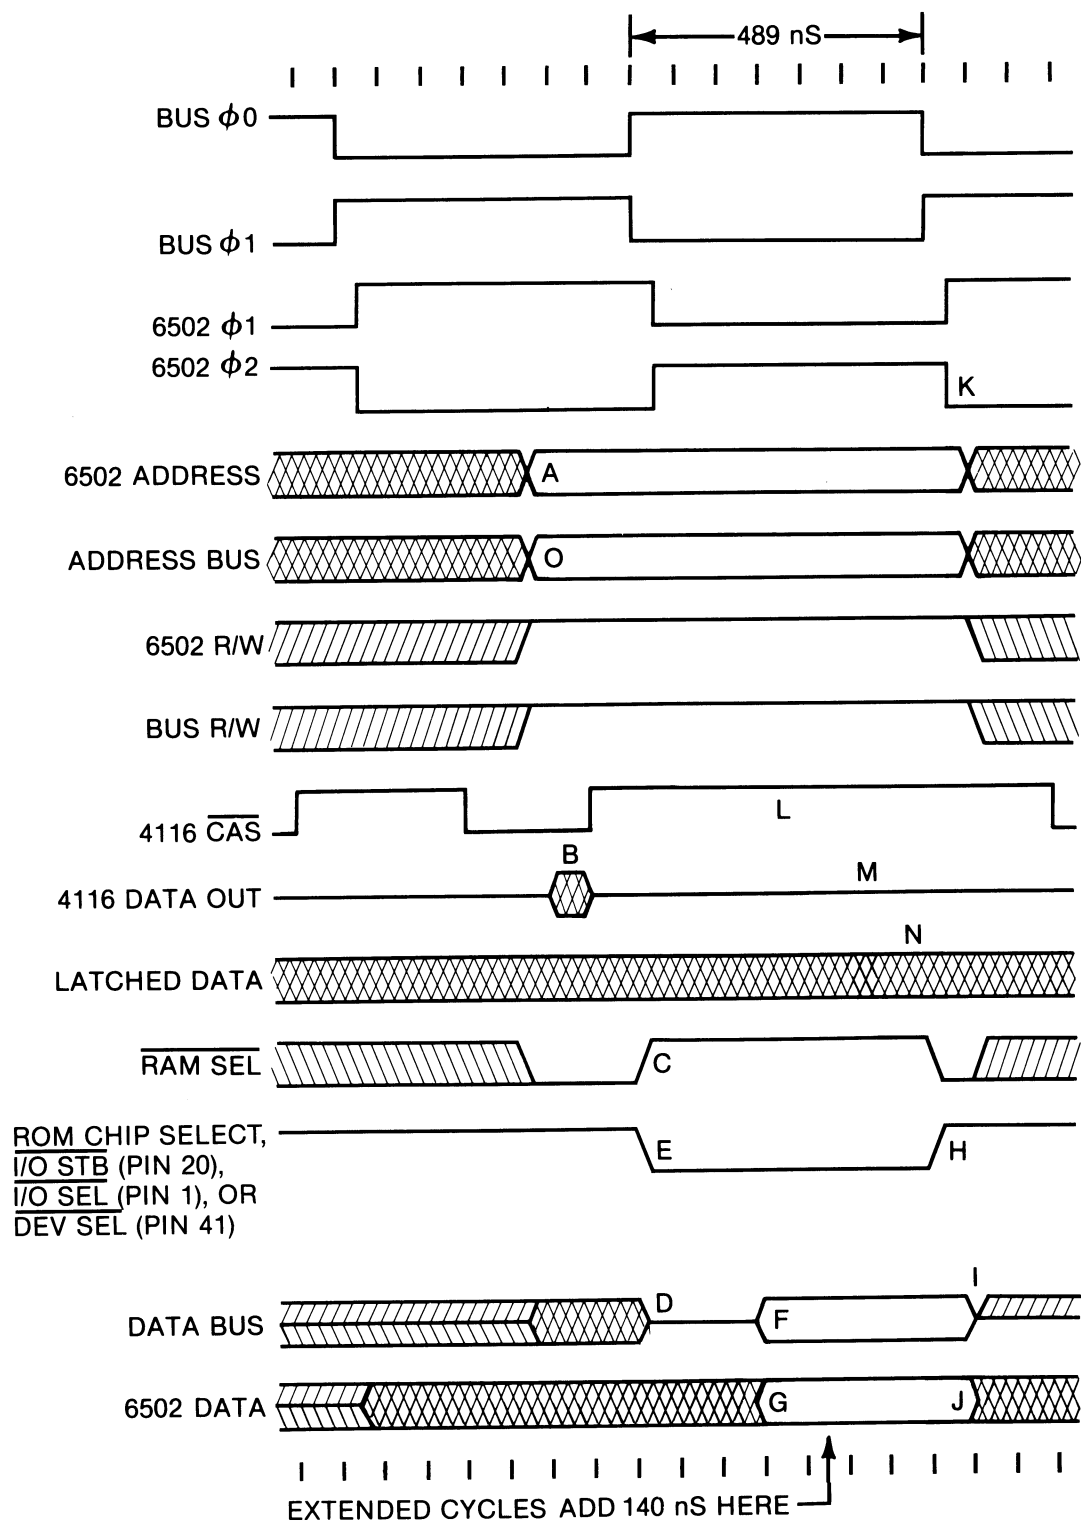 489 nS
BUS ϕ0
BUS ϕ1
6502 ϕ1
6502 ϕ2
K
6502 ADDRESS
A
ADDRESS BUS
O
6502 R/W
BUS R/W
4116 CAS
L
B
4116 DATA OUT
M
N
LATCHED DATA
RAM SEL
C
ROM CHIP SELECT,
I/O STB (PIN 20),
I/O SEL (PIN 1), OR
DEV SEL (PIN 41)
E
H
I
D
DATA BUS
F
6502 DATA
G
J
EXTENDED CYCLES ADD 140 nS HERE